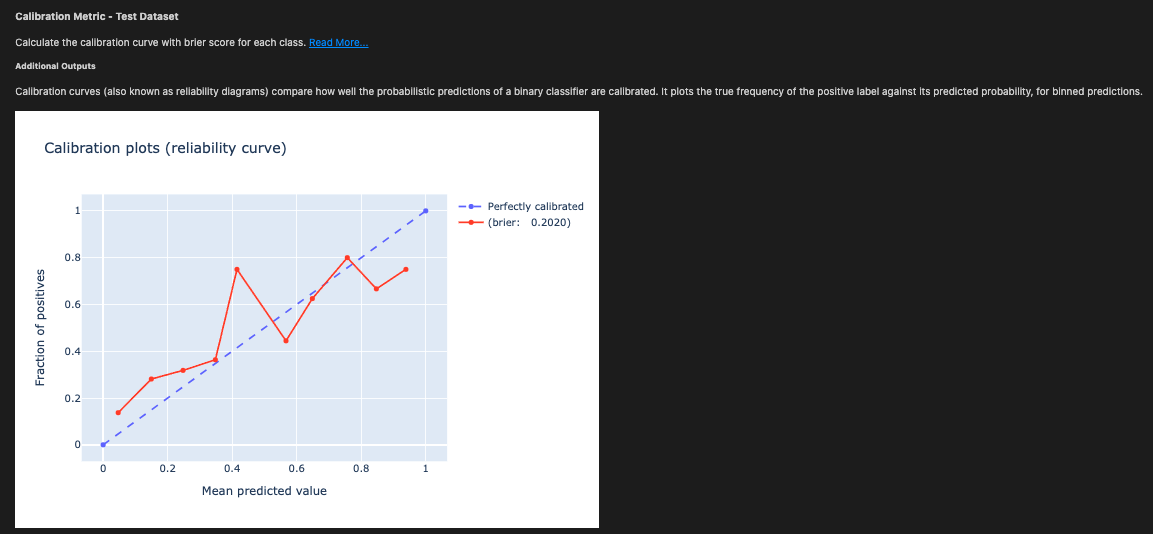 Calibration Metric - Test Dataset
Calculate the calibration curve with brier score for each class. Read More...
Additional Outputs
Calibration curves (also known as reliability diagrams) compare how well the probabilistic predictions of a binary classifier are calibrated. It plots the true frequency of the positive label against its predicted probability, for binned predictions.
Calibration plots (reliability curve)
Perfectly calibrated
(brier: 0.2020)
1
0.8
0.6
0.4
0.2
0
Fraction of positives
0 0.2 0.4 0.6 0.8 1
Mean predicted value